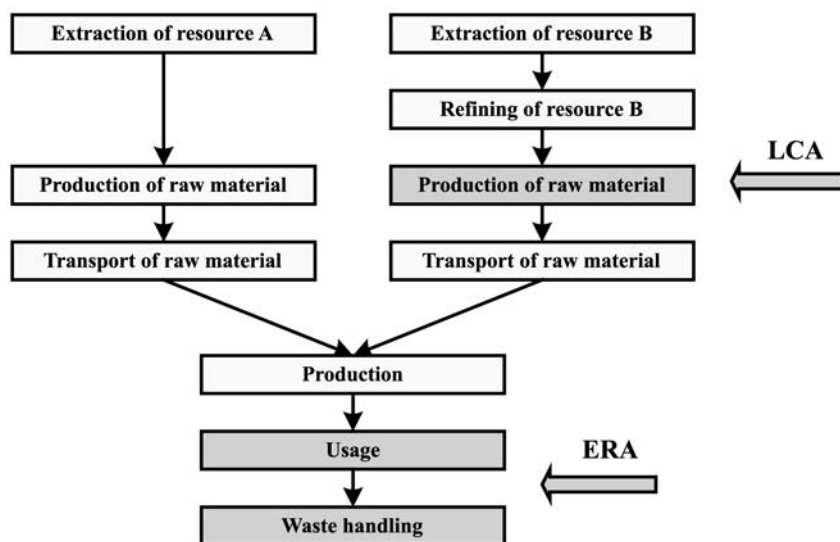 Extraction of resource A
Extraction of resource B
Refining of resource B
LCA
Production of raw material
Production of raw material
Transport of raw material
Transport of raw material
Production
Usage
ERA
Waste handling